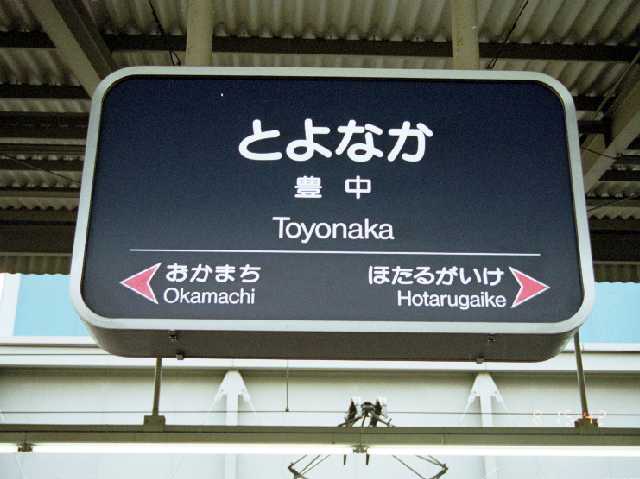 とよなか
豊中
Toyonaka
おかまち ほたるがいけ
Okamachi Hotarugaike